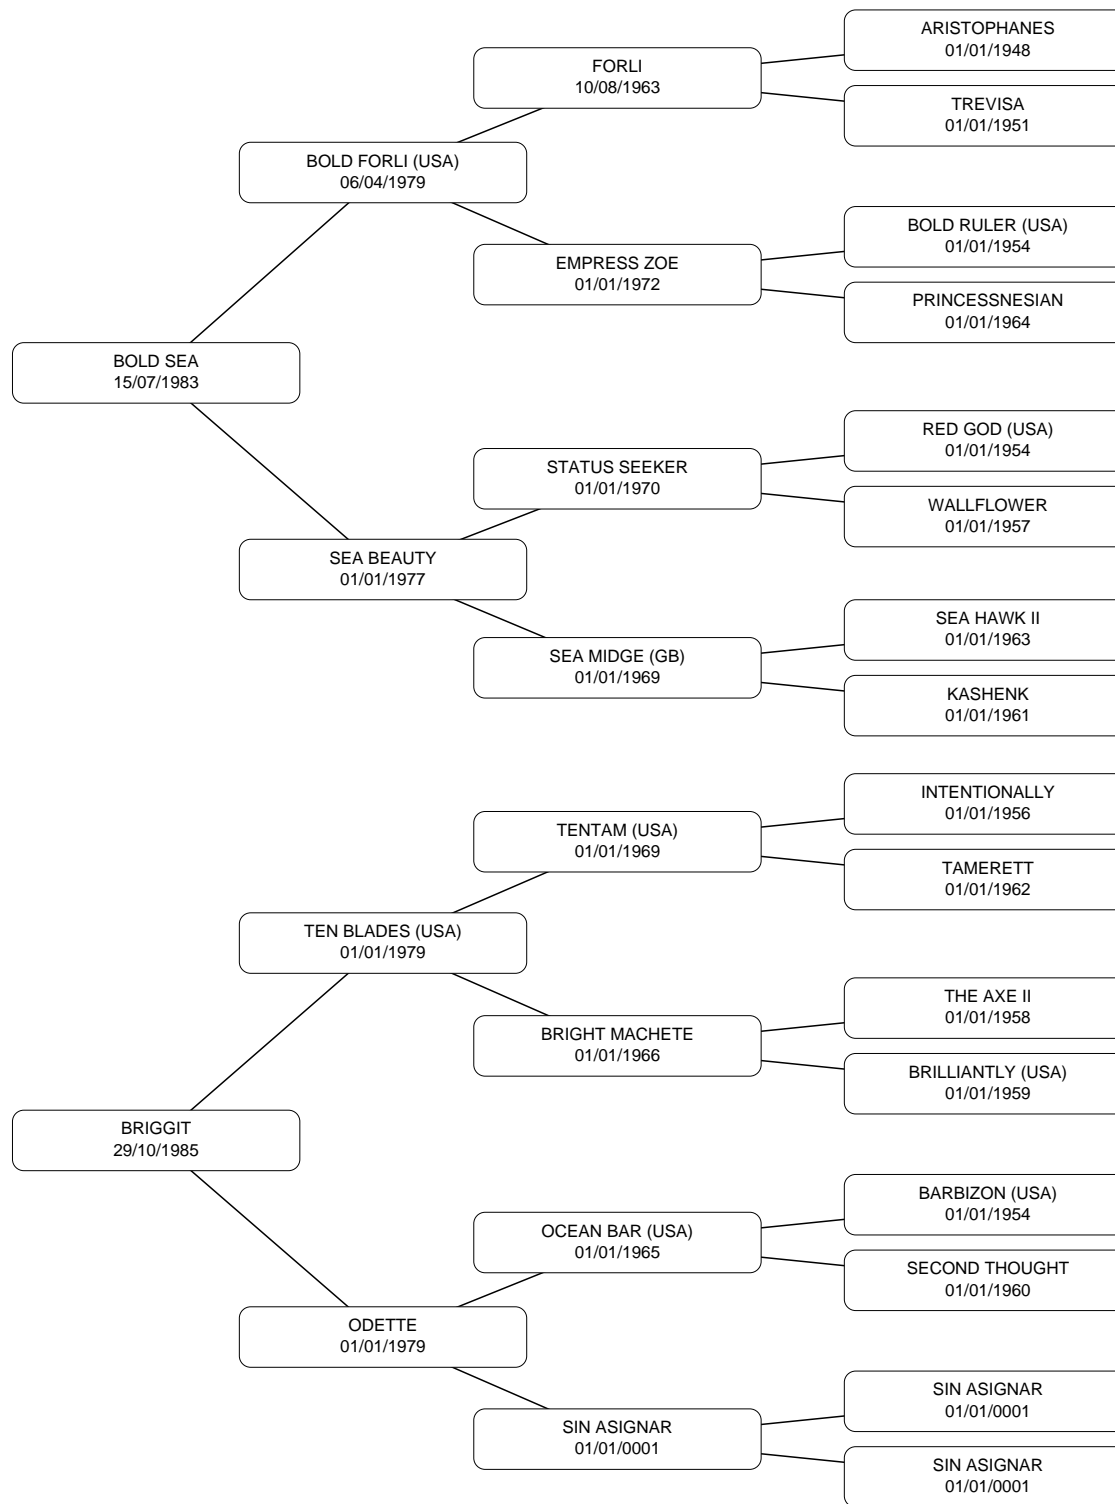 ARISTOPHANES
01/01/1948
FORLI
10/08/1963
TREVISA
01/01/1951
BOLD FORLI (USA)
06/04/1979
BOLD RULER (USA)
01/01/1954
EMPRESS ZOE
01/01/1972
PRINCESSNESIAN
01/01/1964
BOLD SEA
15/07/1983
RED GOD (USA)
01/01/1954
STATUS SEEKER
01/01/1970
WALLFLOWER
01/01/1957
SEA BEAUTY
01/01/1977
SEA HAWK II
01/01/1963
SEA MIDGE (GB)
01/01/1969
KASHENK
01/01/1961
INTENTIONALLY
01/01/1956
TENTAM (USA)
01/01/1969
TAMERETT
01/01/1962
TEN BLADES (USA)
01/01/1979
THE AXE II
01/01/1958
BRIGHT MACHETE
01/01/1966
BRILLIANTLY (USA)
01/01/1959
BRIGGIT
29/10/1985
BARBIZON (USA)
01/01/1954
OCEAN BAR (USA)
01/01/1965
SECOND THOUGHT
01/01/1960
ODETTE
01/01/1979
SIN ASIGNAR
01/01/0001
SIN ASIGNAR
01/01/0001
SIN ASIGNAR
01/01/0001